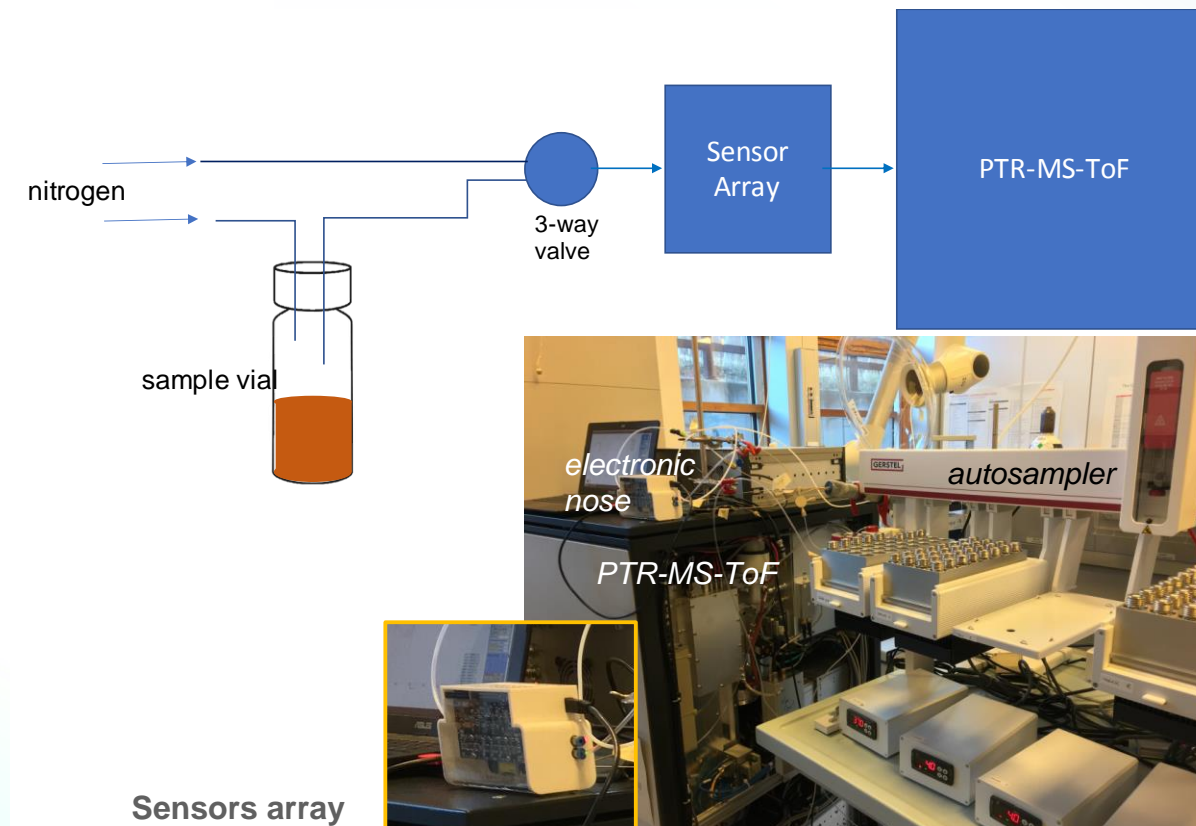 Sensor
Array
PTR-MS-ToF
nitrogen
3-way
valve
sample vial
electronic
nose
GERSTEL
autosampler
PTR-MS-ToF
Sensors array